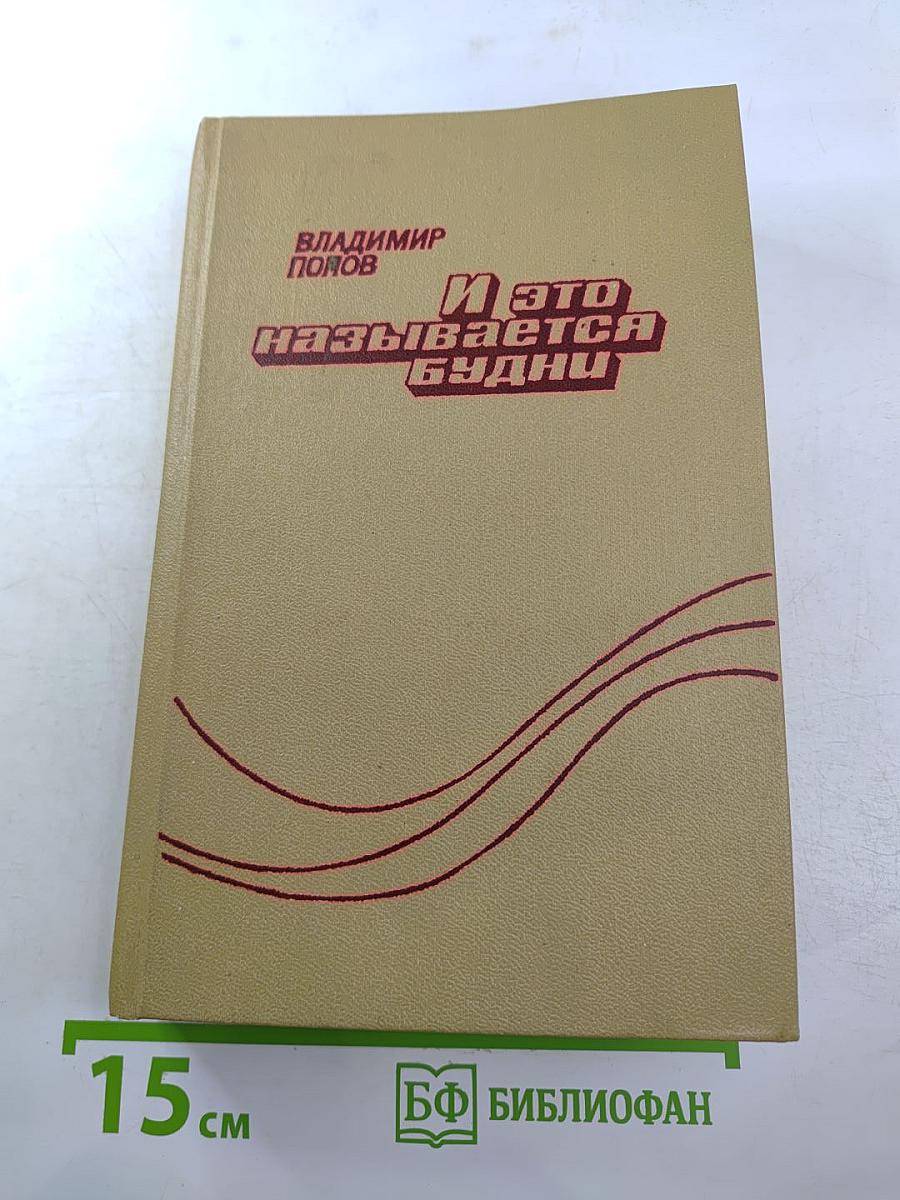 ВЛАДИМИР
ПОПОВ
И это
называется
будни
15 см
БФ БИБЛИОФАН